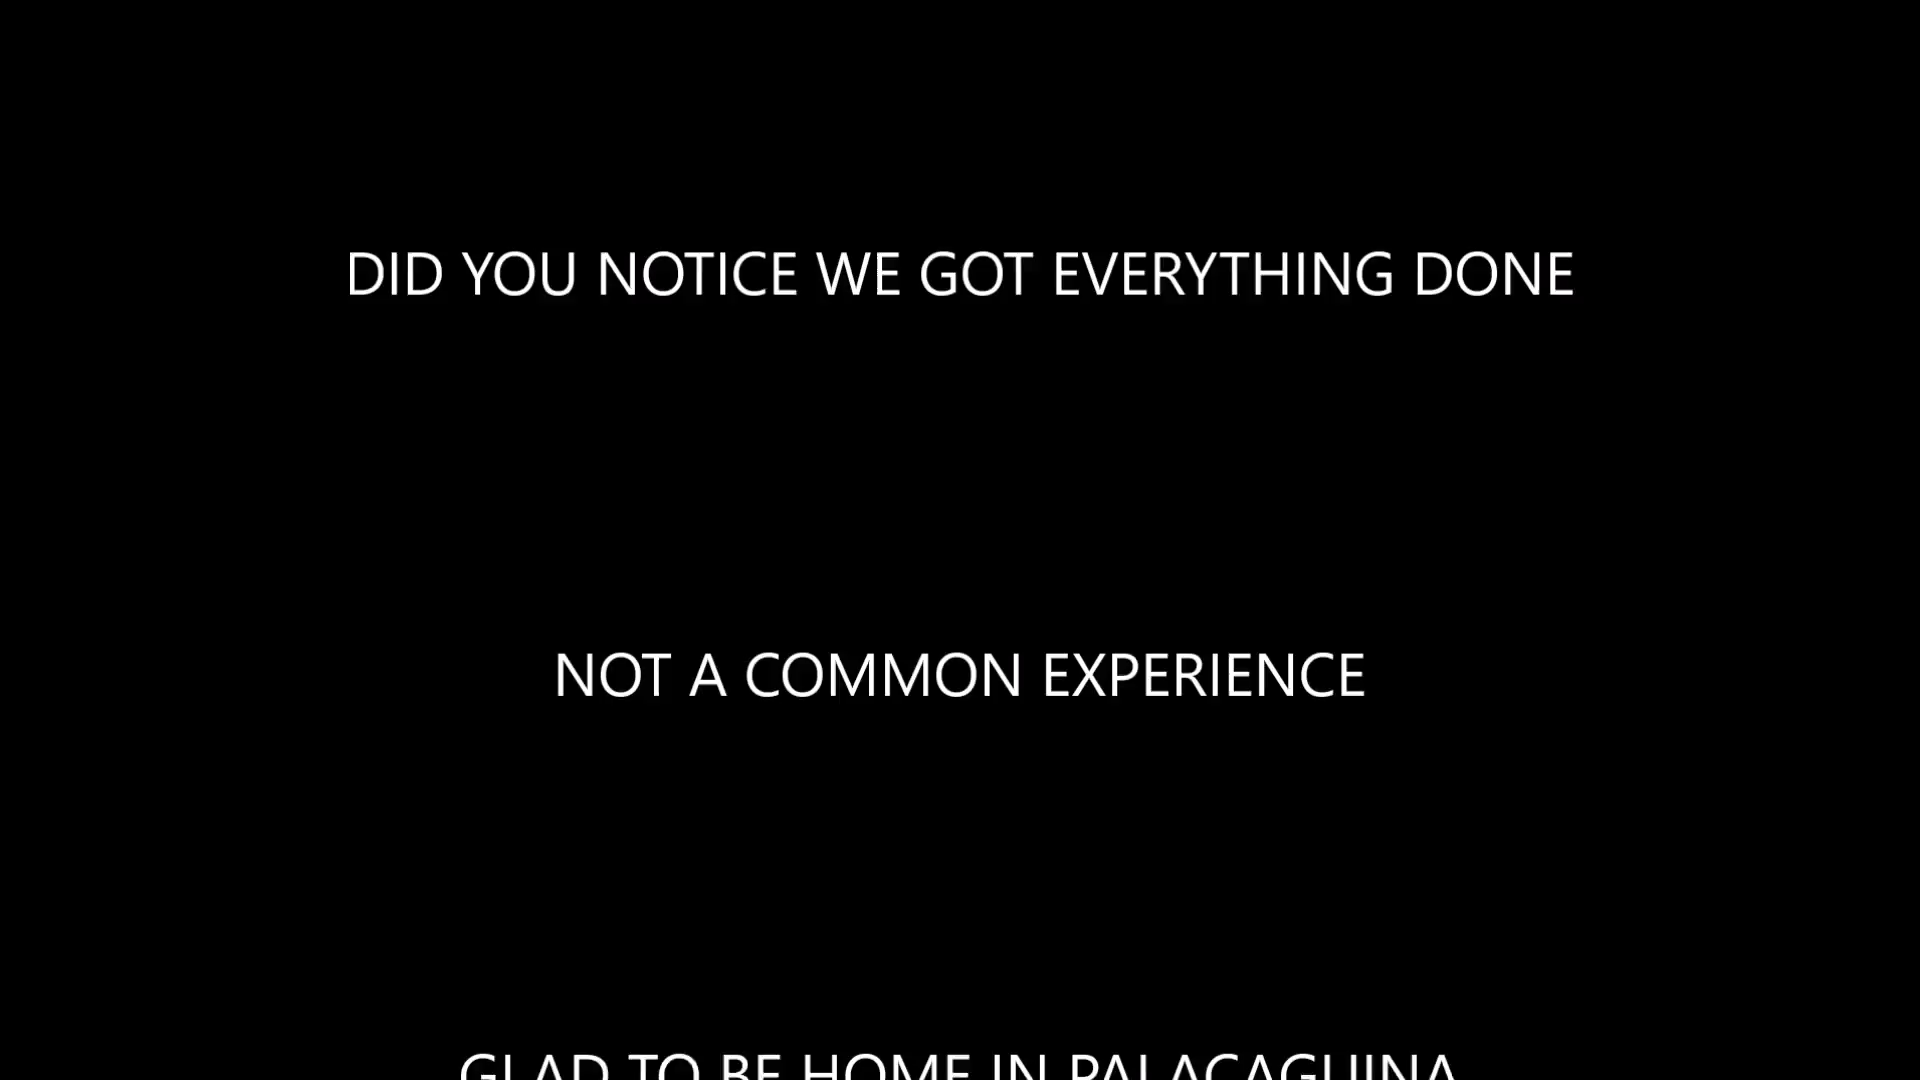 DID YOU NOTICE WE GOT EVERYTHING DONE
NOT A COMMON EXPERIENCE
GLAD TO BE HOME IN PALACAGUINA